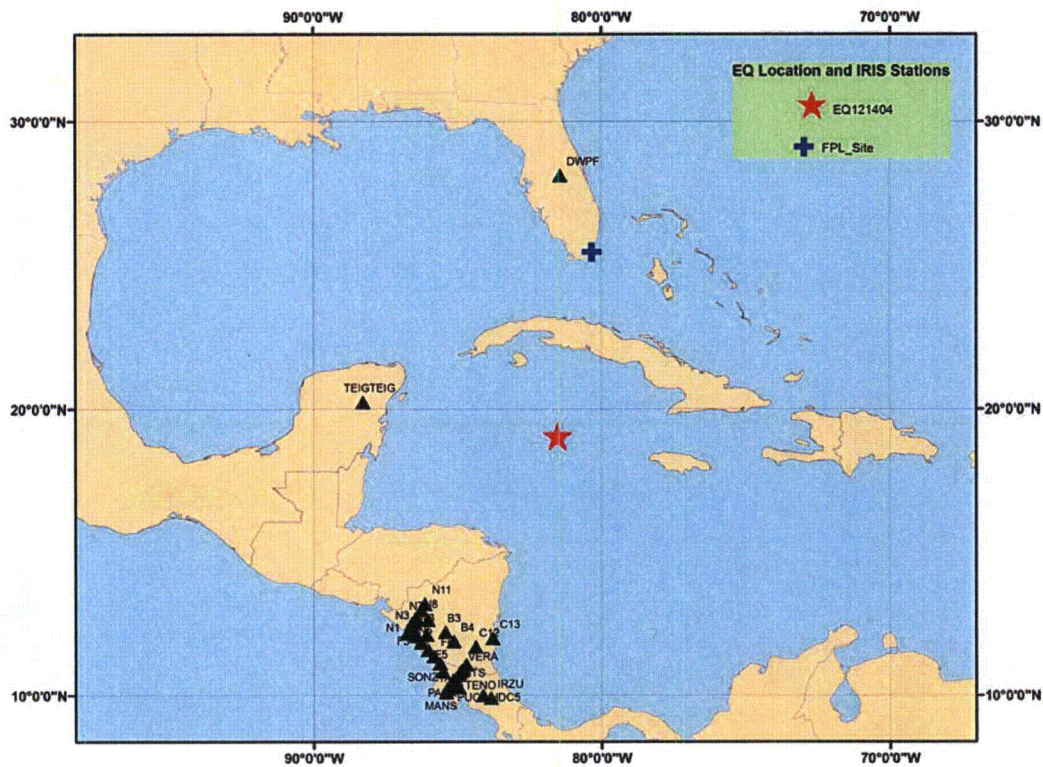 90°0'0"W 80°0'0"W 70°0'0"W
EQ Location and IRIS Stations
EQ121404
FPL_Site
30°0'0"N 30°0'0"N
DWPF
TEIGTEIG
20°0'0"N 20°0'0"N
N11
N3
B3
N1
B4
C13
VERA
SONZ
TENO IRZU
MANS
10°0'0"N 10°0'0"N
90°0'0"W 80°0'0"W 70°0'0"W